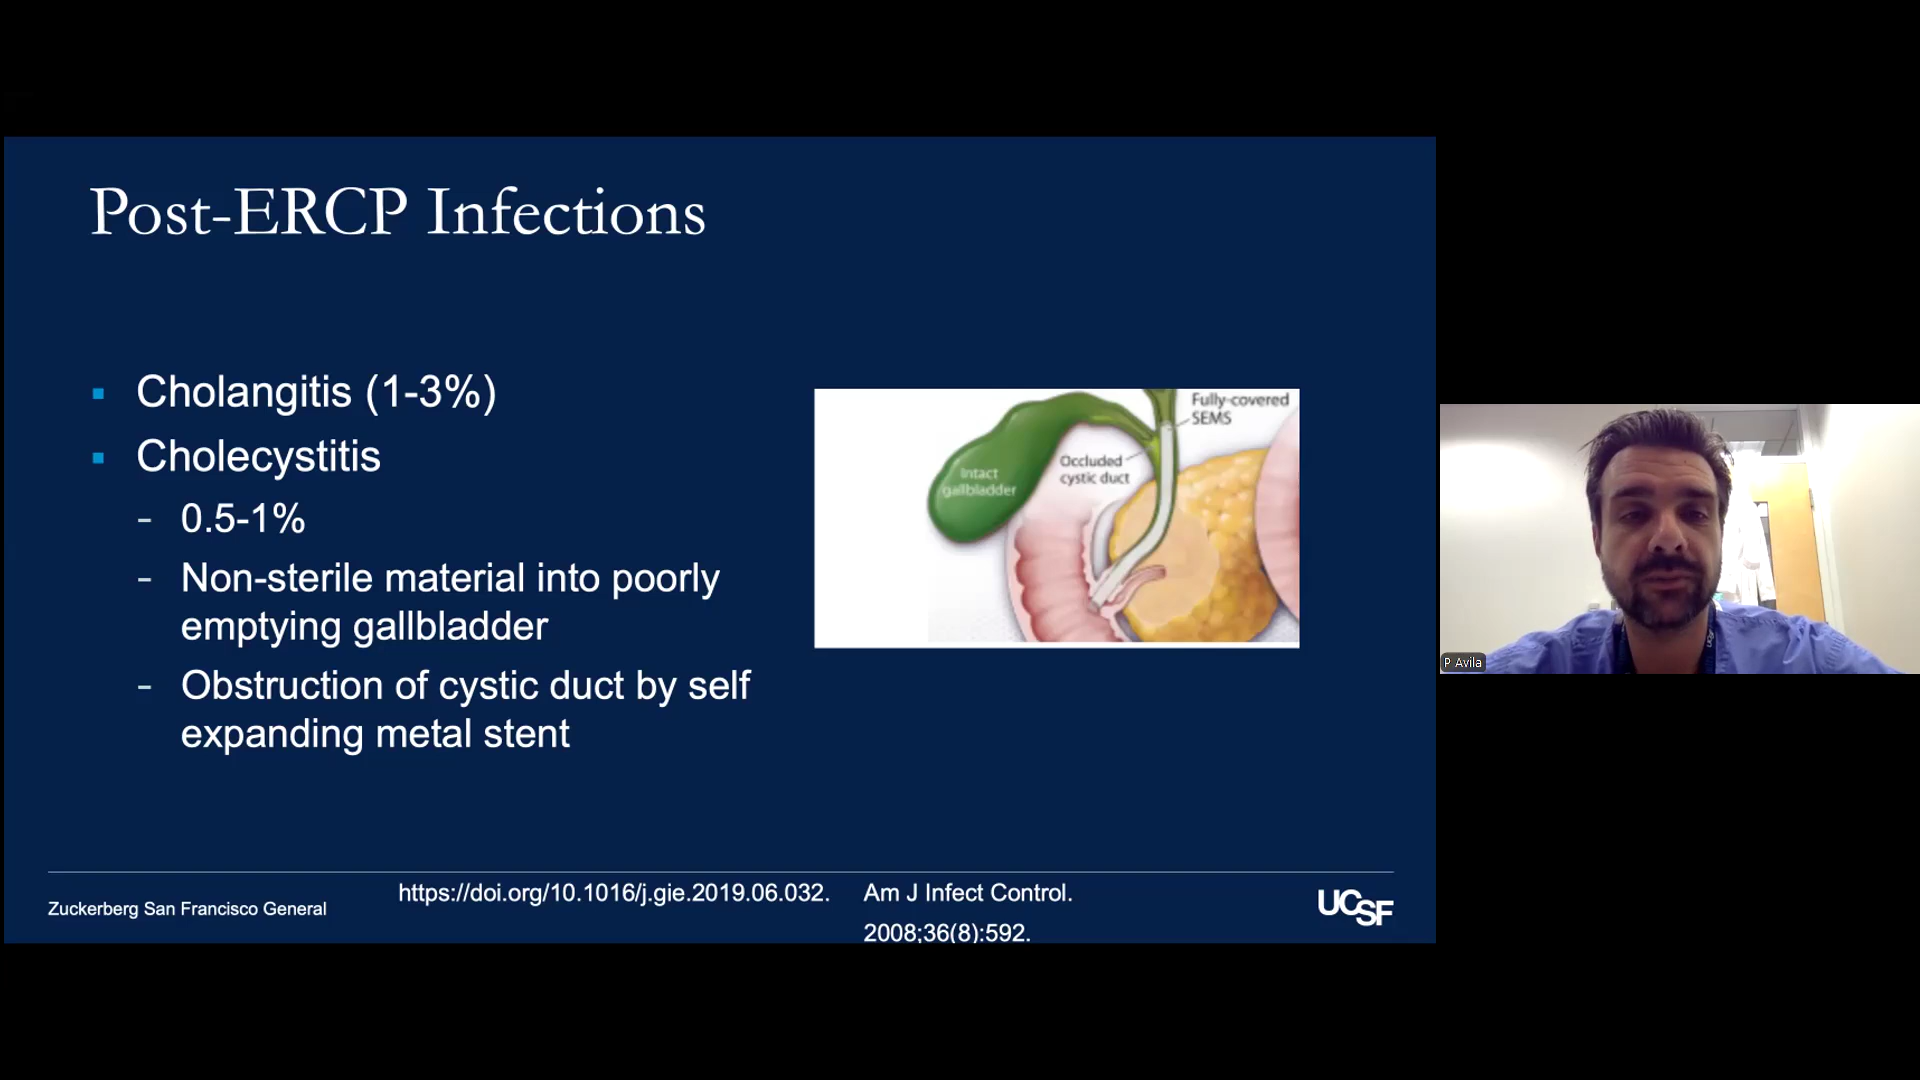 Post-ERCP Infections
Cholangitis (1-3%)
Cholecystitis
- 0.5-1%
- Non-sterile material into poorly
emptying gallbladder
- Obstruction of cystic duct by self
expanding metal stent
Fully-covered
SEMS
Occluded
cystic duct
Intact
gallbladder
Zuckerberg San Francisco General
https://doi.org/10.1016/j.gie.2019.06.032.
Am J Infect Control.
2008;36(8):592.
UCSF
P Avila